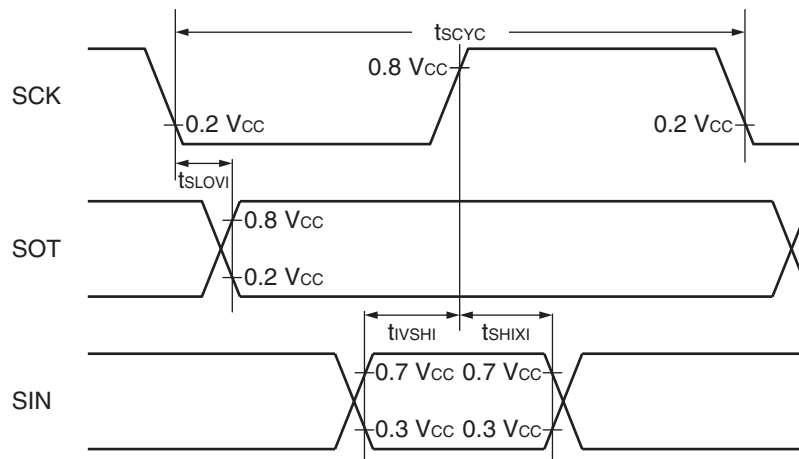 tSCYC
SCK
0.8 VCC
0.2 VCC
0.2 VCC
tSLOVI
SOT
0.8 VCC
0.2 VCC
tIVSHI
tSHIXI
SIN
0.7 VCC
0.7 VCC
0.3 VCC
0.3 VCC